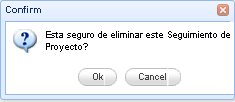 Confirm
Esta seguro de eliminar este Seguimiento de
Proyecto?
Ok
Cancel